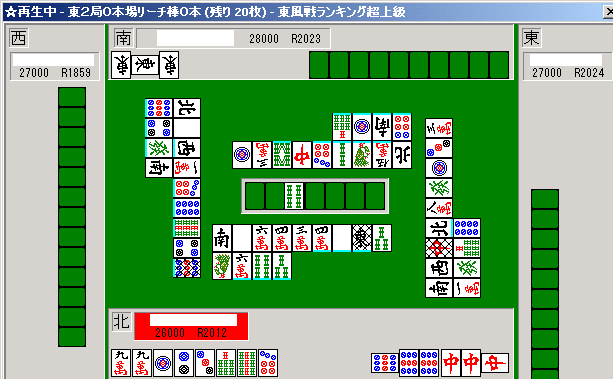 ☆再生中 - 東2局0本場リーチ棒0本 (残り 20枚) - 東風戦ランキング超上級
西
27000 R1859
南
28000 R2023
東
27000 R2024
北
26000 R2012